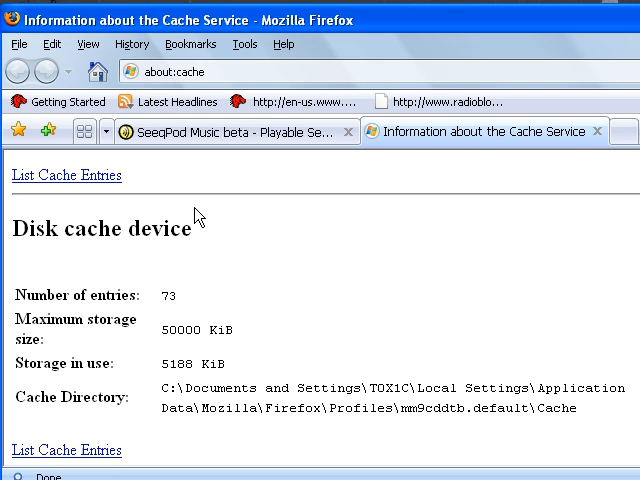 Information about the Cache Service - Mozilla Firefox
File Edit View History Bookmarks Tools Help
about:cache
Getting Started Latest Headlines http://en-us.www.... http://www.radioblo...
SeeqPod Music beta - Playable Se... Information about the Cache Service
List Cache Entries
Disk cache device
Number of entries: 73
Maximum storage
size: 50000 KiB
Storage in use: 5188 KiB
Cache Directory: C:\Documents and Settings\TOX1C\Local Settings\Application
Data\Mozilla\Firefox\Profiles\mm9cddtb.default\Cache
List Cache Entries
Done